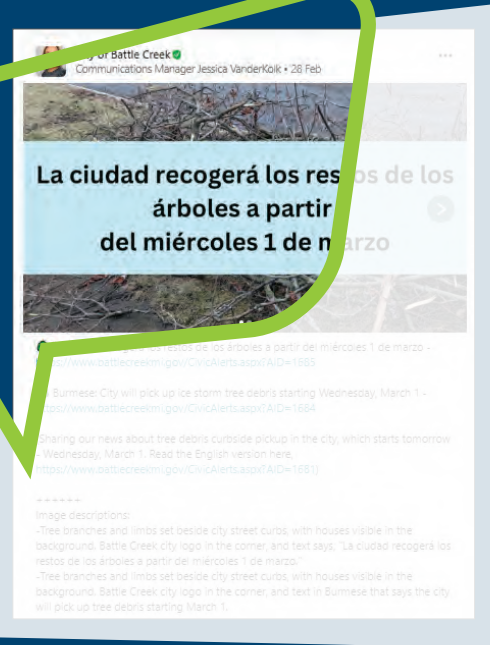 of Battle Creek
Communications Manager Jessica VanderKolk • 28 Feb
La ciudad recogerá los restos de los
árboles a partir
del miércoles 1 de marzo
los restos de los árboles a partir del miércoles 1 de marzo -
https://www.battlecreekmi.gov/CivicAlerts.aspx?AID=1665
Burmese: City will pick up ice storm tree debris starting Wednesday, March 1 -
https://www.battlecreekmi.gov/CivicAlerts.aspx?AID=1664
Sharing our news about tree debris curbside pickup in the city, which starts tomorrow
- Wednesday, March 1. Read the English version here,
https://www.battlecreekmi.gov/CivicAlerts.aspx?AID=1681)
++++++
Image descriptions:
-Tree branches and limbs set beside city street curbs, with houses visible in the
background. Battle Creek city logo in the corner, and text says, "La ciudad recogerá los
restos de los árboles a partir del miércoles 1 de marzo."
-Tree branches and limbs set beside city street curbs, with houses visible in the
background. Battle Creek city logo in the corner, and text in Burmese that says the city
will pick up tree debris starting March 1.